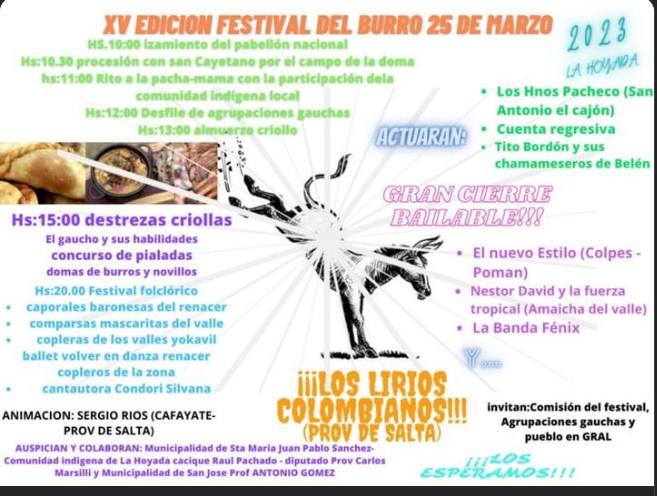 XV EDICION FESTIVAL DEL BURRO 25 DE MARZO
2023
LA HOYADA
HS.10:00 izamiento del pabellón nacional
Hs:10.30 procesión con san Cayetano por el campo de la doma
hs:11:00 Rito a la pacha-mama con la participación dela
comunidad indígena local
Hs:12:00 Desfile de agrupaciones gauchas
Hs:13:00 almuerzo criollo
ACTUARAN:
• Los Hnos Pacheco (San
Antonio el cajón)
• Cuenta regresiva
• Tito Bordón y sus
chamameseros de Belén
GRAN CIERRE
BAILABLE!!!
Hs:15:00 destrezas criollas
El gaucho y sus habilidades
concurso de pialadas
domas de burros y novillos
Hs:20.00 Festival folclórico
• caporales baronesas del renacer
• comparsas mascaritas del valle
• copleras de los valles yokavil
ballet volver en danza renacer
copleros de la zona
• cantautora Condori Silvana
• El nuevo Estilo (Colpes -
Poman)
• Nestor David y la fuerza
tropical (Amaicha del valle)
• La Banda Fénix
Y...
¡¡¡LOS LIRIOS
COLOMBIANOS!!!
(PROV DE SALTA)
ANIMACION: SERGIO RIOS (CAFAYATE-
PROV DE SALTA)
invitan:Comisión del festival,
Agrupaciones gauchas y
pueblo en GRAL
AUSPICIAN Y COLABORAN: Municipalidad de Sta Maria Juan Pablo Sanchez-
Comunidad indigena de La Hoyada cacique Raul Pachado - diputado Prov Carlos
Marsilli y Municipalidad de San Jose Prof ANTONIO GOMEZ
¡¡¡LOS
ESPERAMOS!!!